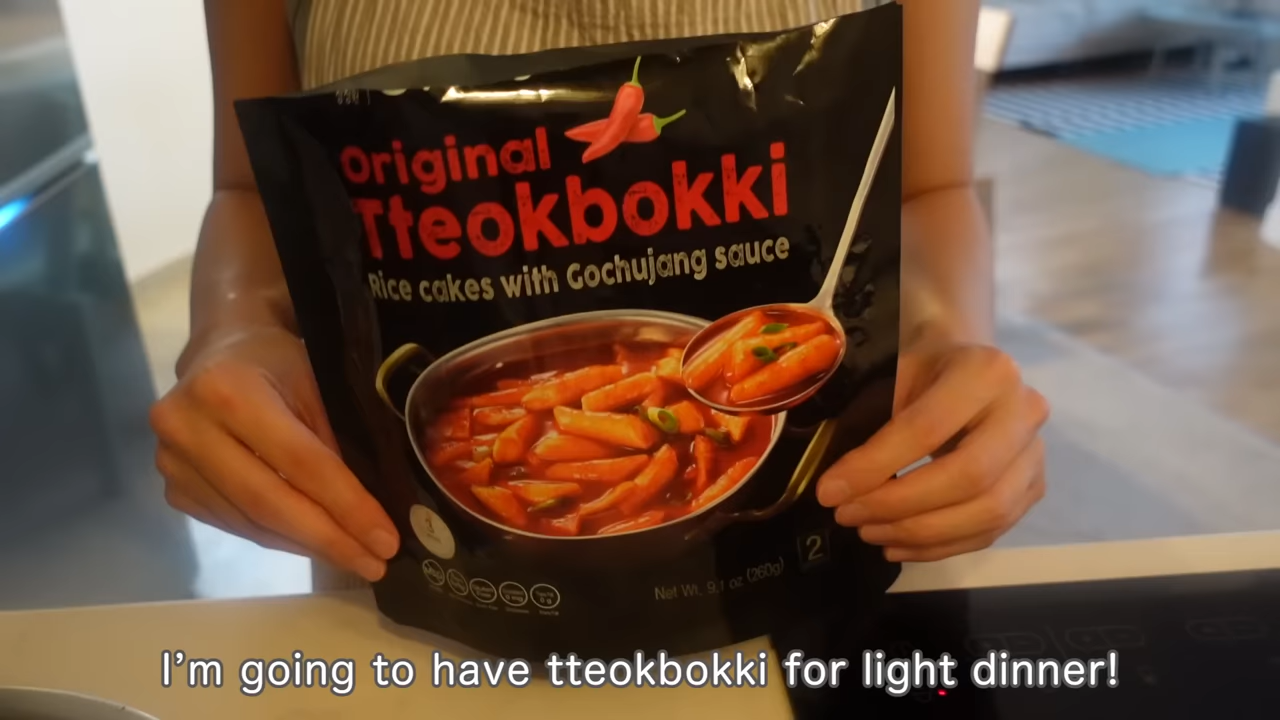 Original
Tteokbokki
Rice cakes with Gochujang sauce
2
Net Wt. 9.1 oz (260g)
I'm going to have tteokbokki for light dinner!